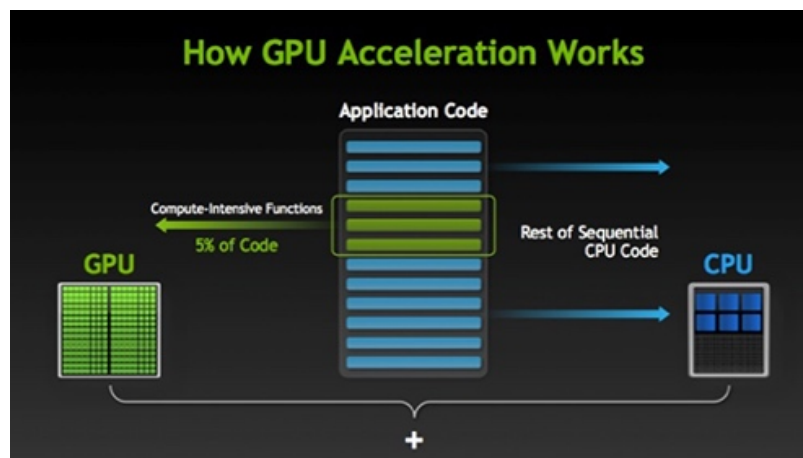 How GPU Acceleration Works
Application Code
Compute-Intensive Functions
5% of Code
Rest of Sequential
CPU Code
GPU
CPU
+